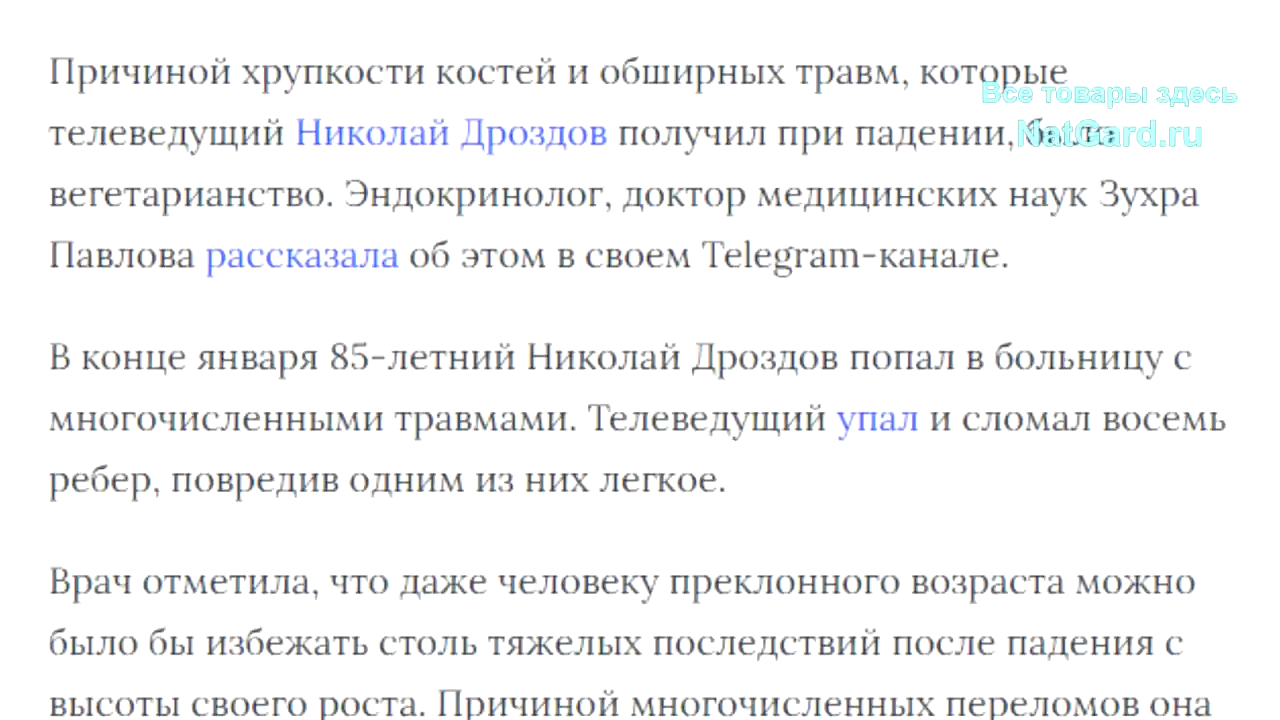 Причиной хрупкости костей и обширных травм, которые
Все товары здесь
телеведущий Николай Дроздов получил при падении,
NatGard.ru
вегетарианство. Эндокринолог, доктор медицинских наук Зухра
Павлова рассказала об этом в своем Telegram-канале.
В конце января 85-летний Николай Дроздов попал в больницу с
многочисленными травмами. Телеведущий упал и сломал восемь
ребер, повредив одним из них легкое.
Врач отметила, что даже человеку преклонного возраста можно
было бы избежать столь тяжелых последствий после падения с
высоты своего роста. Причиной многочисленных переломов она